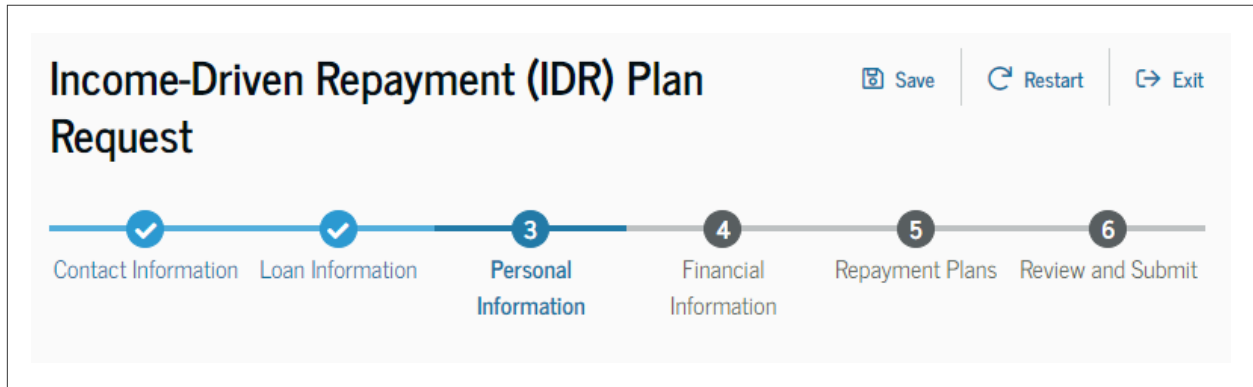 Income-Driven Repayment (IDR) Plan
Request
Save
Restart
Exit
3
4
5
6
Contact Information
Loan Information
Personal
Information
Financial
Information
Repayment Plans
Review and Submit